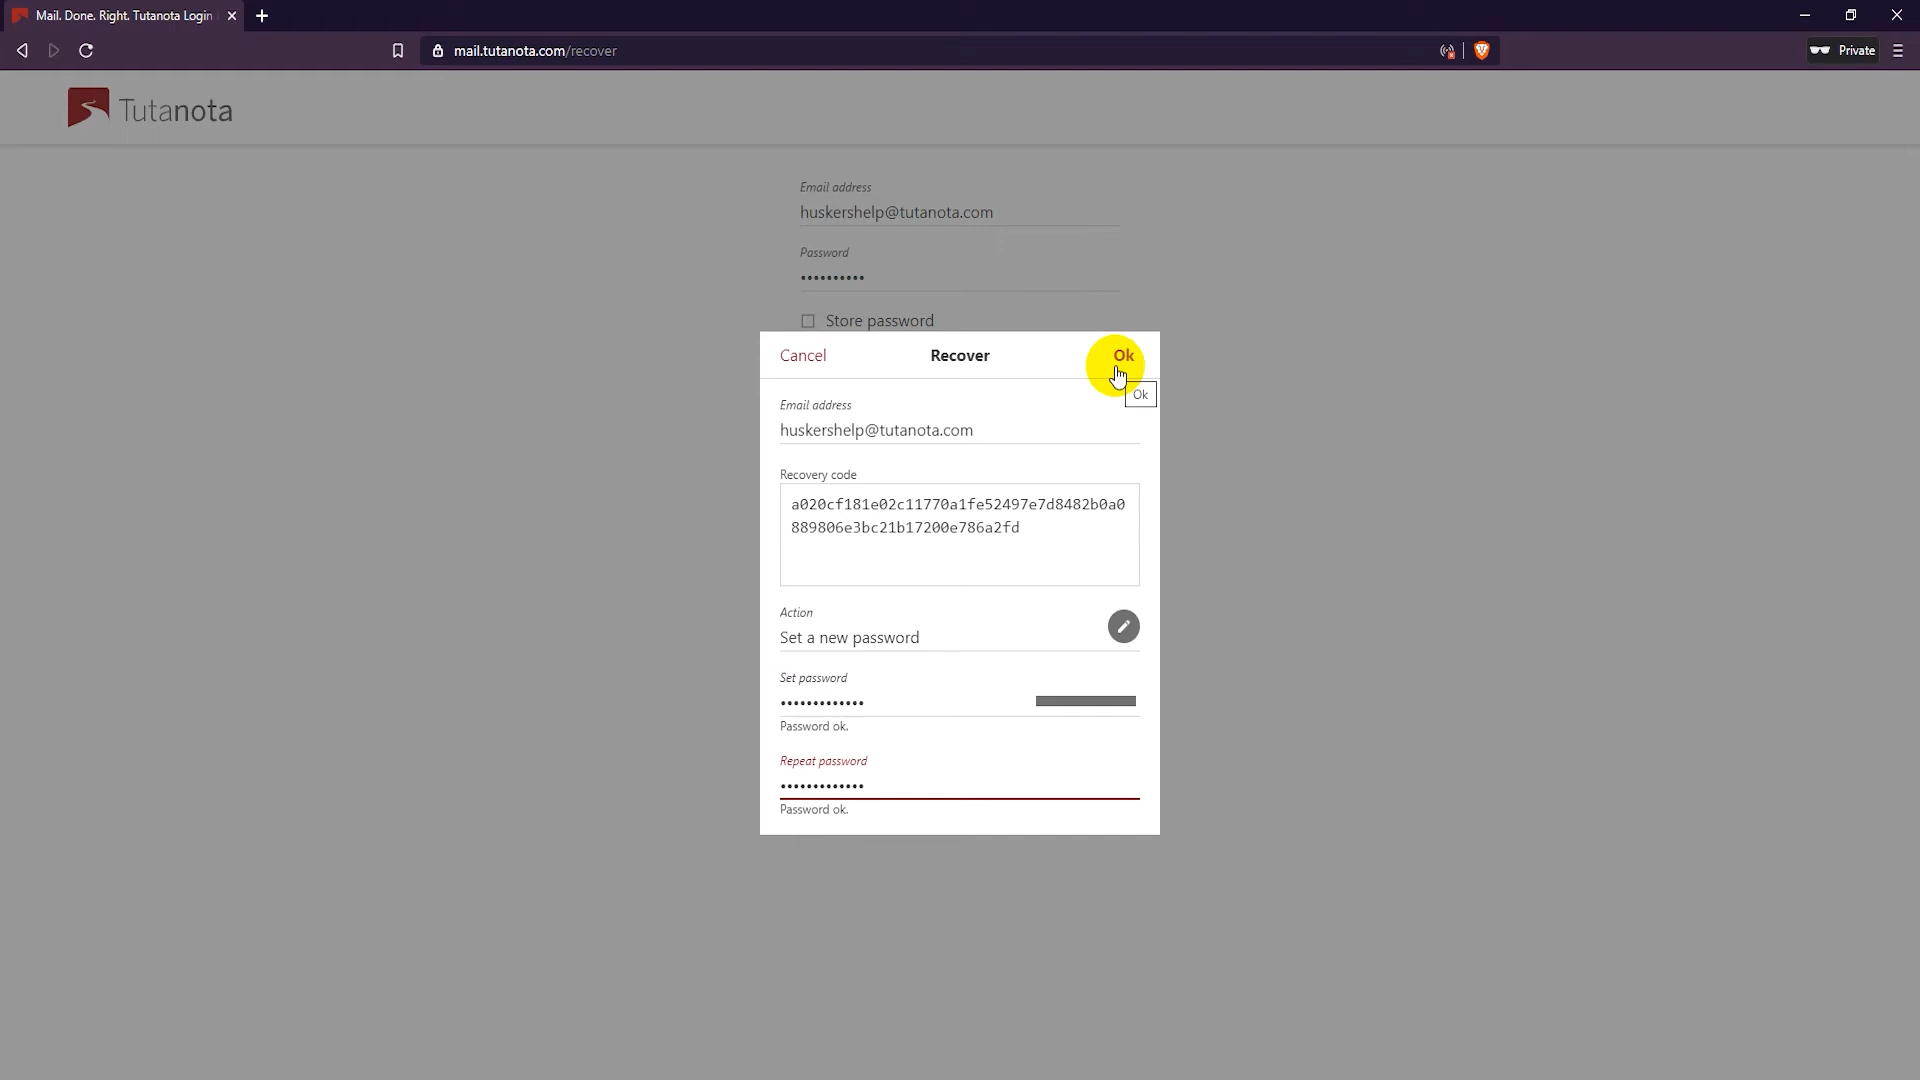 Mail. Done. Right. Tutanota Login
mail.tutanota.com/recover
Private
Tutanota
Email address
huskershelp@tutanota.com
Password
••••••••••
Store password
Cancel
Recover
Ok
Ok
Email address
huskershelp@tutanota.com
Recovery code
a020cf181e02c11770a1fe52497e7d8482b0a0
889806e3bc21b17200e786a2fd
Action
Set a new password
Set password
•••••••••••••
Password ok.
Repeat password
•••••••••••••
Password ok.